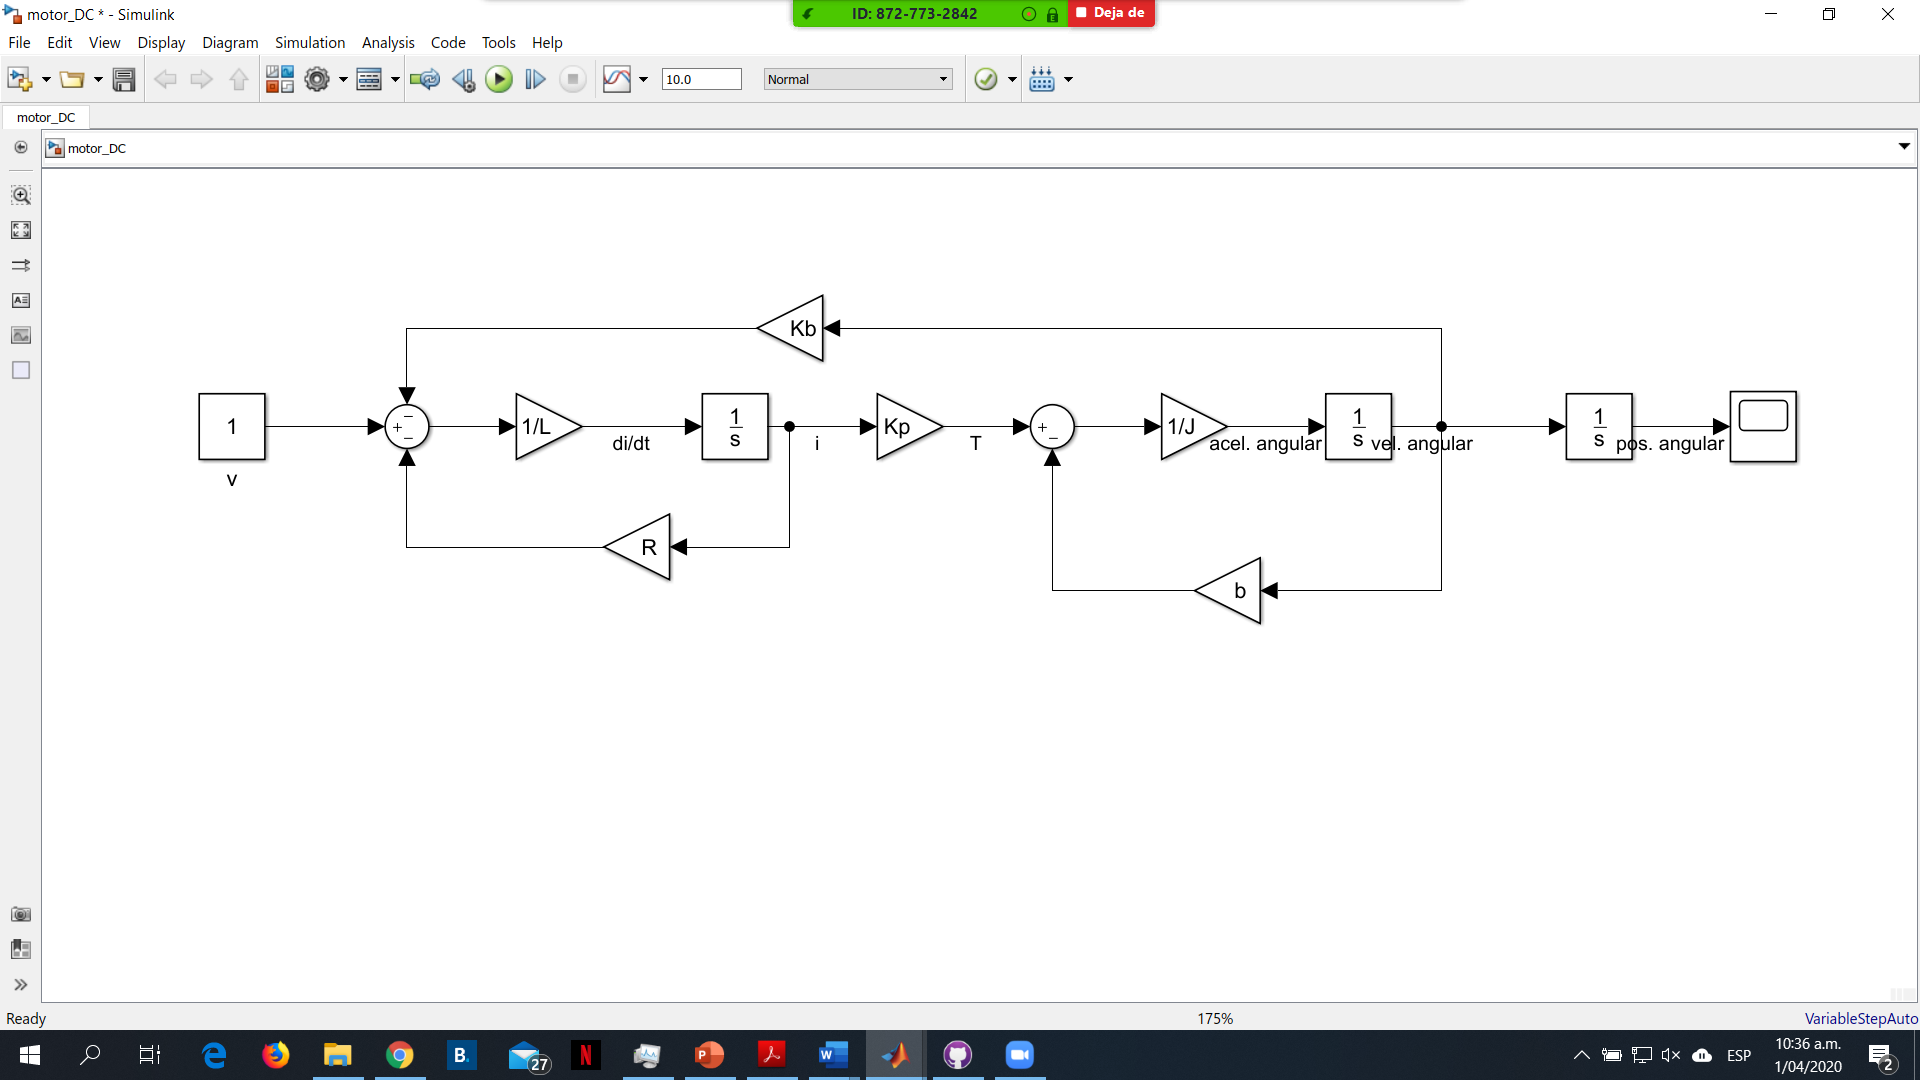 motor_DC * - Simulink
ID: 872-773-2842
Deja de
File Edit View Display Diagram Simulation Analysis Code Tools Help
10.0
Normal
motor_DC
motor_DC
Kb
1
v
+
−
−
1/L
di/dt
1
s
i
Kp
T
+
−
1/J
acel. angular
1
s
vel. angular
1
s
pos. angular
R
b
Ready
175%
VariableStepAuto
B.
27
N
ESP
10:36 a.m.
1/04/2020
2